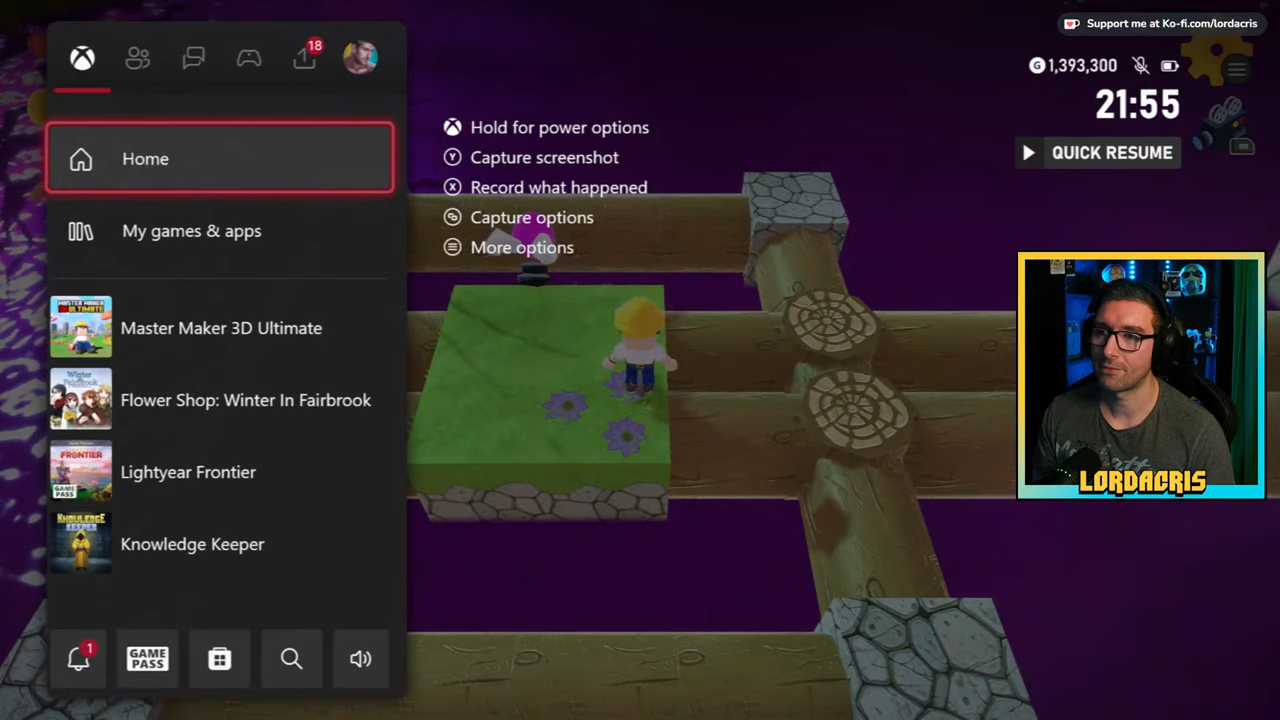 Support me at Ko-fi.com/lordacris
18
G 1,393,300
21:55
QUICK RESUME
Home
My games & apps
X Hold for power options
Y Capture screenshot
X Record what happened
Capture options
More options
MASTER MAKER
ULTIMATE
Master Maker 3D Ultimate
Winter
in Fairbrook
Flower Shop: Winter In Fairbrook
FRONTIER
GAME
PASS
Lightyear Frontier
KNOWLEDGE
KEEPER
Knowledge Keeper
1
GAME
PASS
LORDACRIS